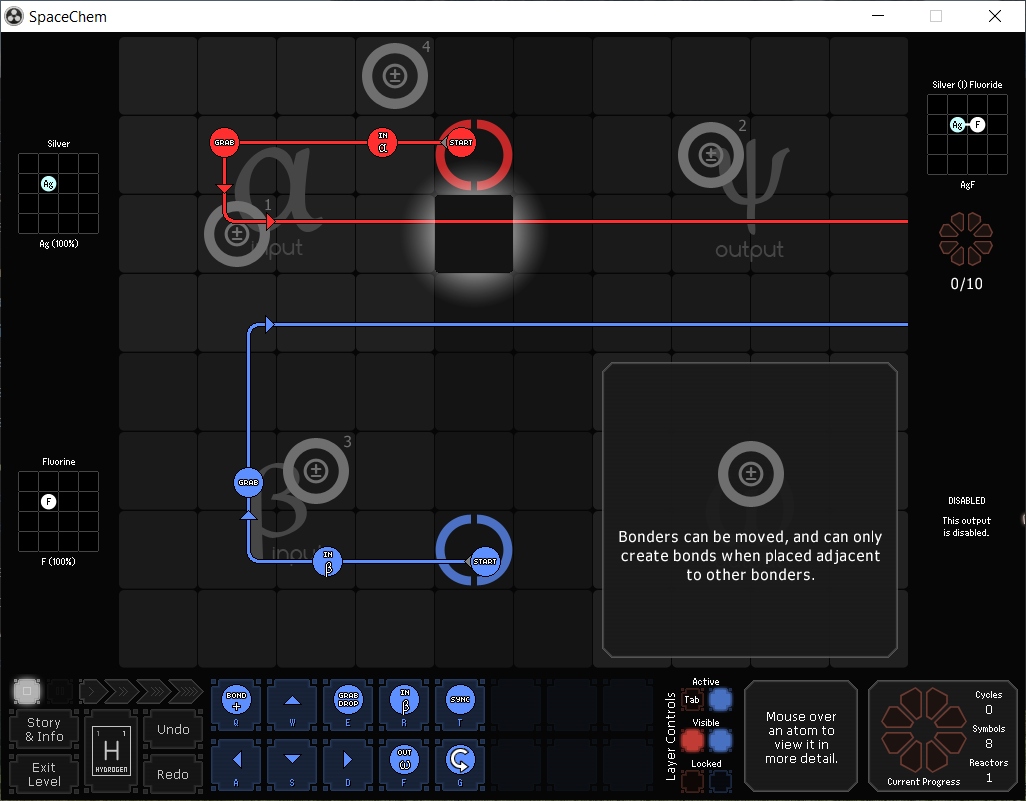 SpaceChem
Silver
Ag
Ag (100%)
Fluorine
F
F (100%)
4
GRAB
IN
α
START
α
input
1
±
2
ψ
output
3
GRAB
β
input
IN
β
START
Bonders can be moved, and can only
create bonds when placed adjacent
to other bonders.
Silver (I) Fluoride
Ag F
AgF
0/10
DISABLED
This output
is disabled.
Story
& Info
Exit
Level
1 1
H
HYDROGEN
Undo
Redo
BOND
+
Q
W
GRAB
DROP
E
IN
β
R
SYNC
T
A
S
D
OUT
ω
F
G
Layer Controls
Active
Tab
Visible
Locked
Mouse over
an atom to
view it in
more detail.
Cycles
0
Symbols
8
Reactors
1
Current Progress